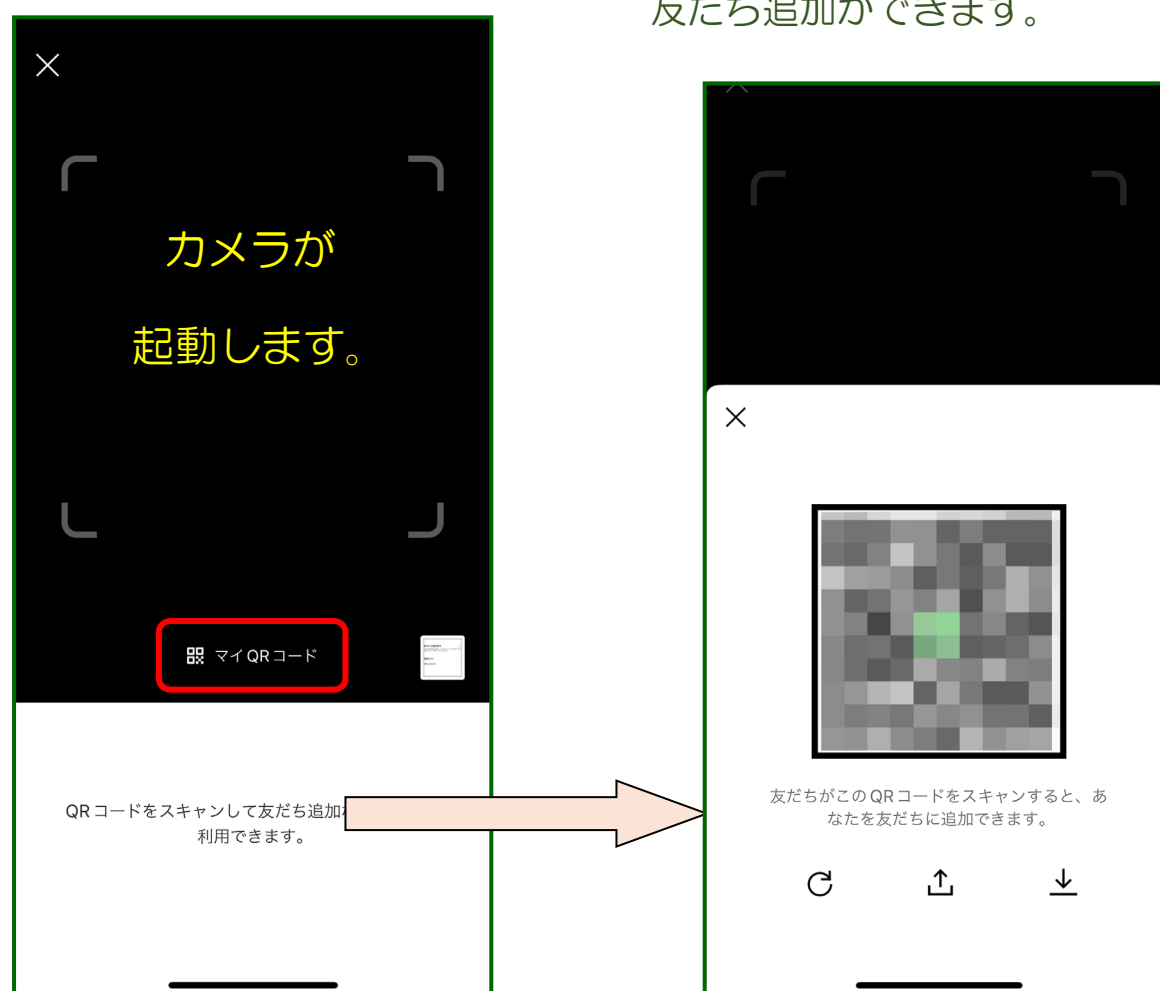 友だち追加ができます。
カメラが
起動します。
マイQRコード
QRコードをスキャンして友だち追加
利用できます。
友だちがこのQRコードをスキャンすると、あ
なたを友だちに追加できます。